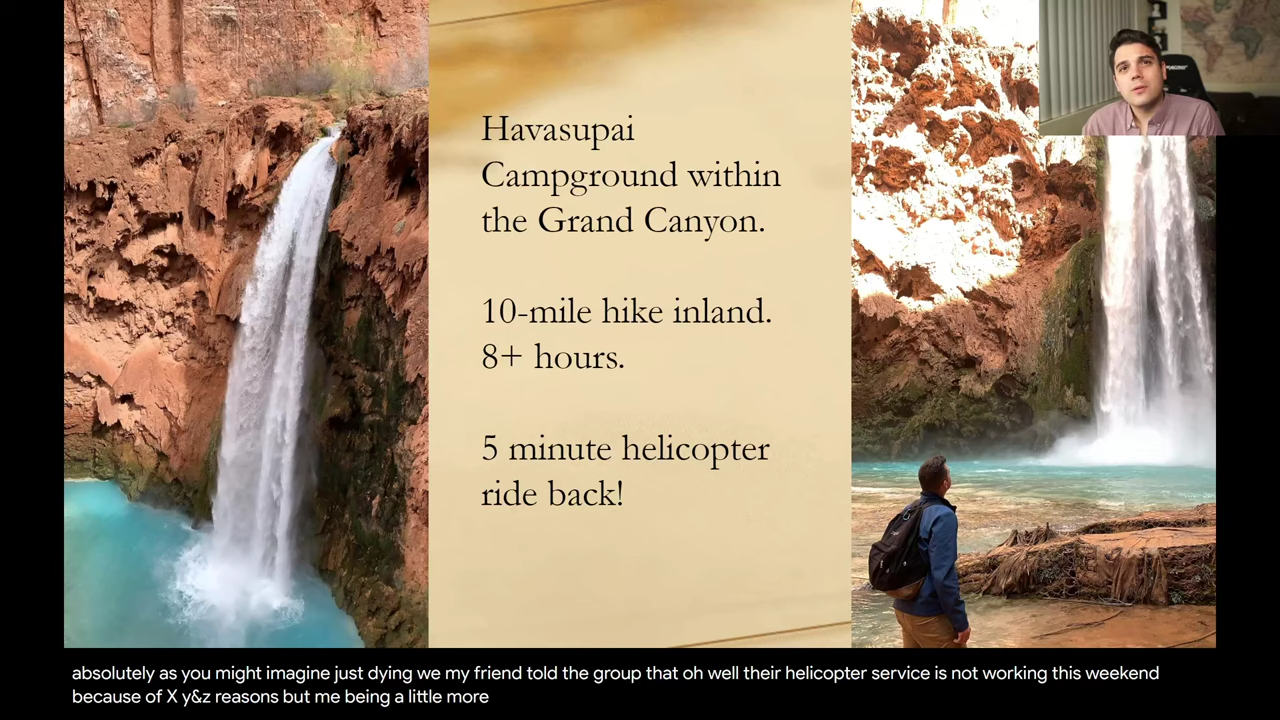 Havasupai
Campground within
the Grand Canyon.
10-mile hike inland.
8+ hours.
5 minute helicopter
ride back!
absolutely as you might imagine just dying we my friend told the group that oh well their helicopter service is not working this weekend
because of X y&z reasons but me being a little more